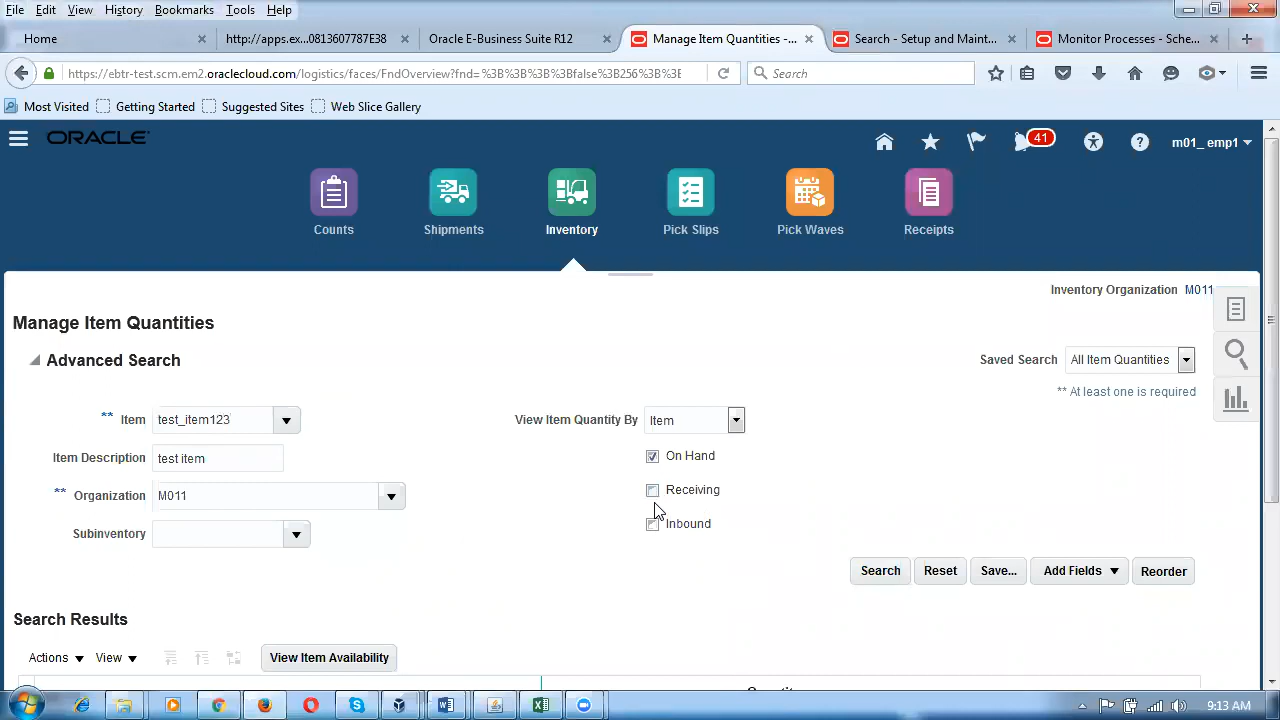 File Edit View History Bookmarks Tools Help
Home http://apps.ex...0813607787E38 Oracle E-Business Suite R12 Manage Item Quantities -... Search - Setup and Maint... Monitor Processes - Sche...
https://ebtr-test.scm.em2.oraclecloud.com/logistics/faces/FndOverview?fnd=%3B%3B%3B%3Bfalse%3B256%3B%3E Search
Most Visited Getting Started Suggested Sites Web Slice Gallery
ORACLE 41 m01_ emp1
Counts Shipments Inventory Pick Slips Pick Waves Receipts
Inventory Organization M011
Manage Item Quantities
Advanced Search Saved Search All Item Quantities
** At least one is required
** Item test_item123 View Item Quantity By Item
On Hand
Item Description test item
Receiving
** Organization M011
Inbound
Subinventory
Search Reset Save... Add Fields Reorder
Search Results
Actions View View Item Availability
9:13 AM